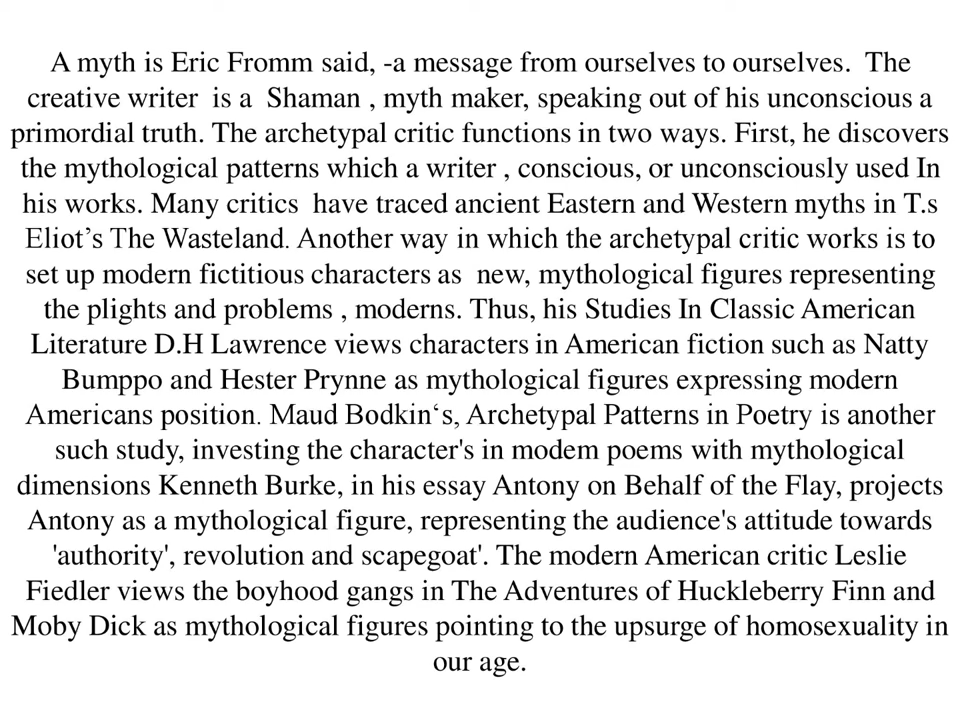 A myth is Eric Fromm said, -a message from ourselves to ourselves.  The
creative writer  is a  Shaman , myth maker, speaking out of his unconscious a
primordial truth. The archetypal critic functions in two ways. First, he discovers
the mythological patterns which a writer , conscious, or unconsciously used In
his works. Many critics  have traced ancient Eastern and Western myths in T.s
Eliot’s The Wasteland. Another way in which the archetypal critic works is to
set up modern fictitious characters as  new, mythological figures representing
the plights and problems , moderns. Thus, his Studies In Classic American
Literature D.H Lawrence views characters in American fiction such as Natty
Bumppo and Hester Prynne as mythological figures expressing modern
Americans position. Maud Bodkin‘s, Archetypal Patterns in Poetry is another
such study, investing the character's in modem poems with mythological
dimensions Kenneth Burke, in his essay Antony on Behalf of the Flay, projects
Antony as a mythological figure, representing the audience's attitude towards
'authority', revolution and scapegoat'. The modern American critic Leslie
Fiedler views the boyhood gangs in The Adventures of Huckleberry Finn and
Moby Dick as mythological figures pointing to the upsurge of homosexuality in
our age.